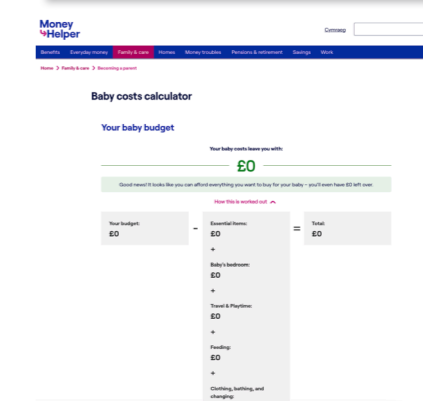 Money
Helper
Cymraeg
Benefits Everyday money Family & care Homes Money troubles Pensions & retirement Savings Work
Home > Family & care > Becoming a parent
Baby costs calculator
Your baby budget
Your baby costs leave you with:
£0
Good news! It looks like you can afford everything you want to buy for your baby – you'll even have £0 left over.
How this is worked out
Your budget:
£0
-
Essential items:
£0
+
Baby's bedroom:
£0
+
Travel & Playtime:
£0
+
Feeding:
£0
+
Clothing, bathing, and
changing:
=
Total:
£0